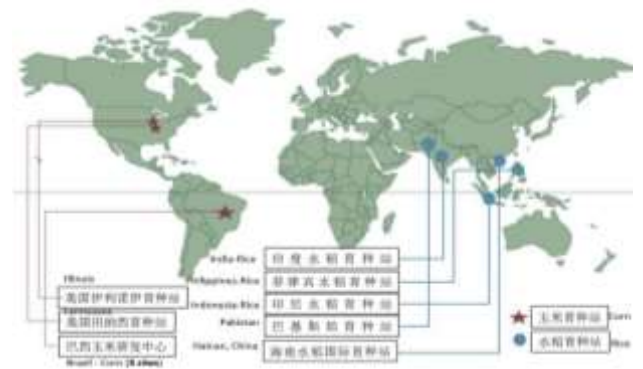 India Rice
印度水稻育种站
Philippines Rice
菲律宾水稻育种站
Illinois
美国伊利诺伊育种站
Indonesia Rice
印尼水稻育种站
美国田纳西育种站
Pakistan
巴基斯坦育种站
巴西玉米研发中心
Hainan, China
海南水稻国际育种站
Brazil - Corn
玉米育种站 Corn
水稻育种站 Rice